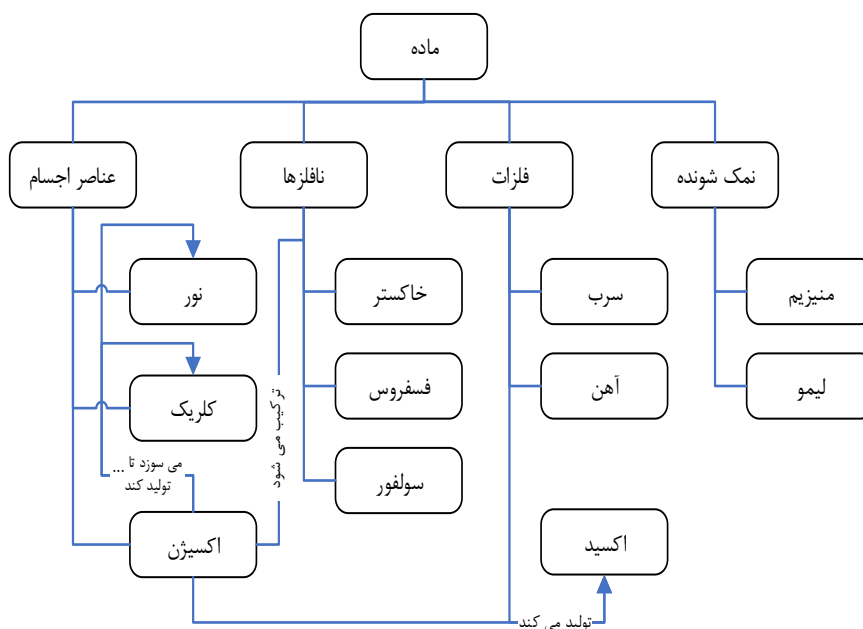 ماده
نمک شونده
فلزات
نافلزها
عناصر اجسام
منیزیم
سرب
خاکستر
نور
لیمو
آهن
فسفروس
کلریک
ترکیب می شود
سولفور
می سوزد تا ...
تولید کند
اکسید
اکسیژن
تولید می کند